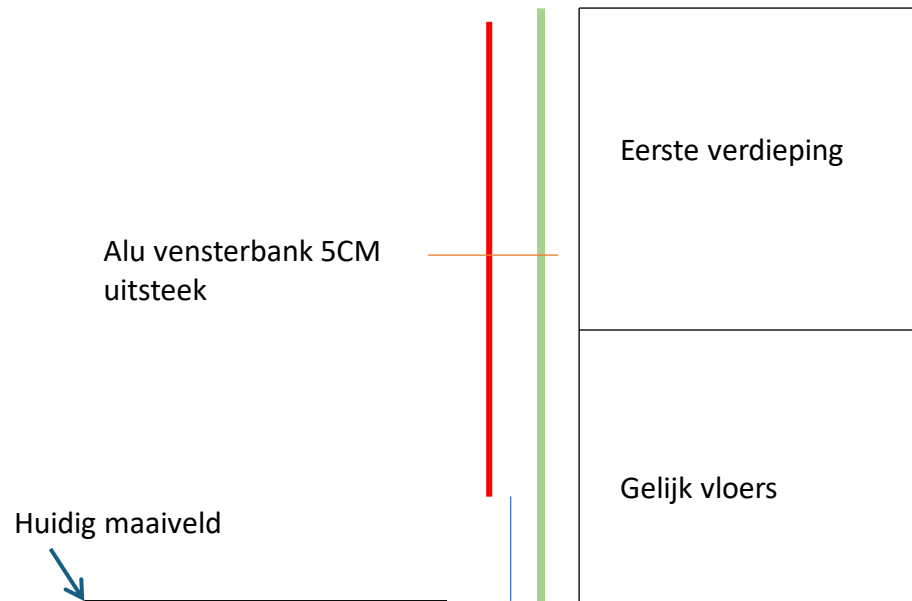 Eerste verdieping
Alu vensterbank 5CM
uitsteek
Gelijk vloers
Huidig maaiveld